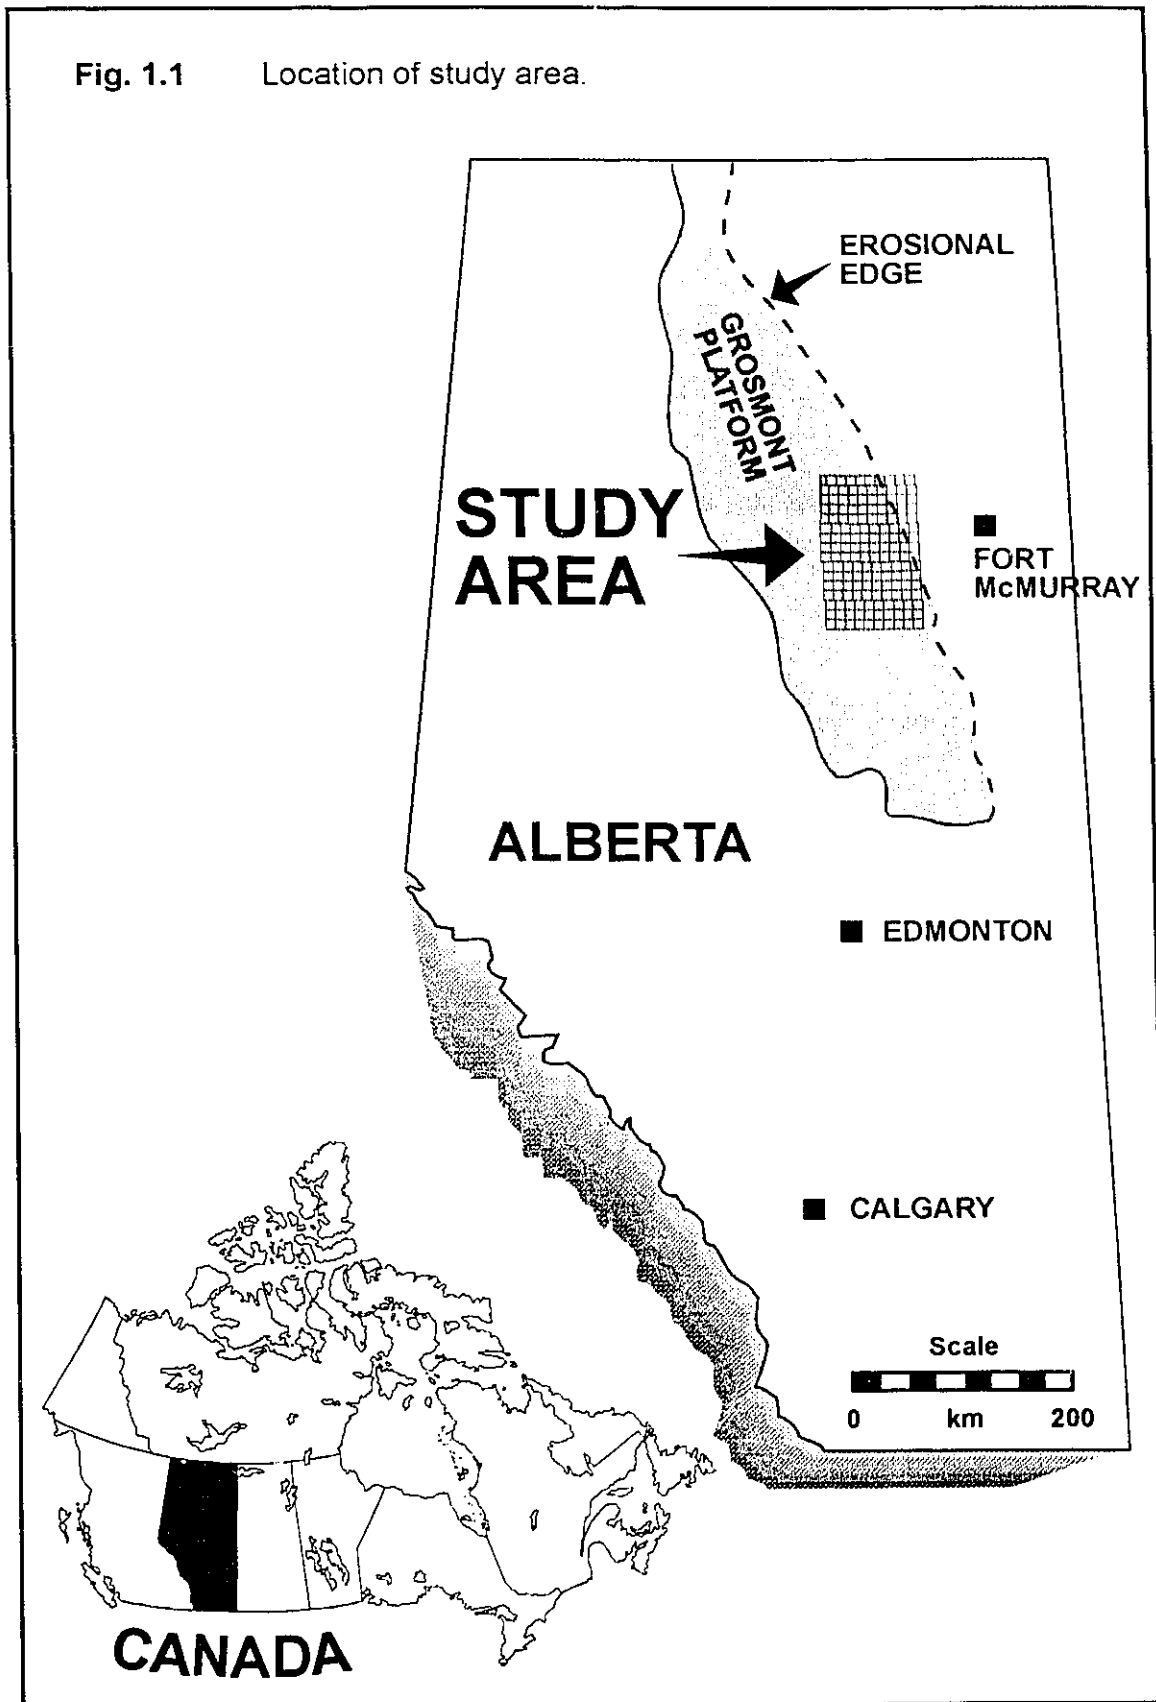 Fig. 1.1 Location of study area.
EROSIONAL
EDGE
GROSMONT
PLATFORM
STUDY
AREA
FORT
McMURRAY
ALBERTA
EDMONTON
CALGARY
Scale
0 km 200
CANADA